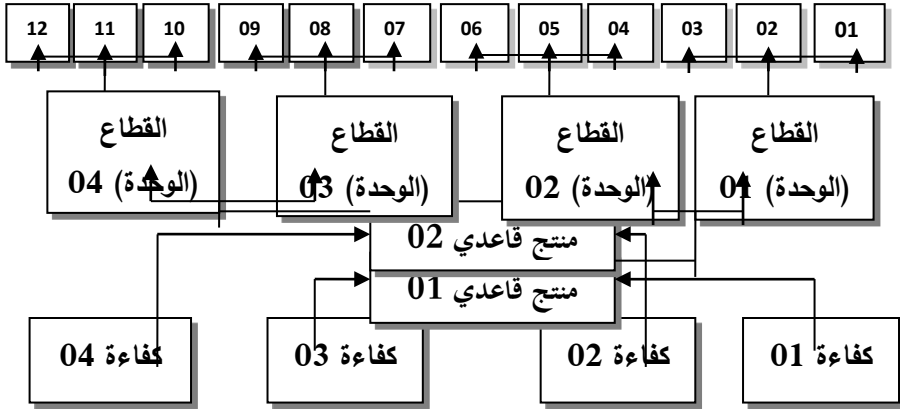 01
02
03
04
05
06
07
08
09
10
11
12
القطاع
(الوحدة) 01
القطاع
(الوحدة) 02
القطاع
(الوحدة) 03
القطاع
(الوحدة) 04
منتج قاعدي 02
منتج قاعدي 01
كفاءة 01
كفاءة 02
كفاءة 03
كفاءة 04